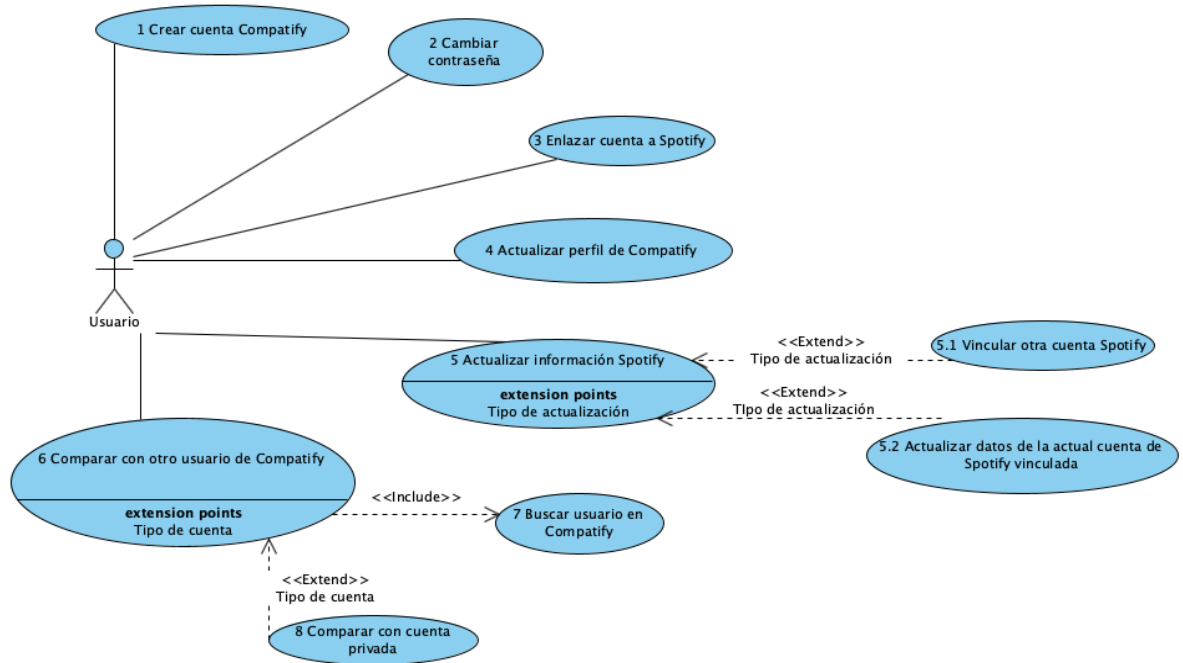 1 Crear cuenta Compatify
2 Cambiar
contraseña
3 Enlazar cuenta a Spotify
4 Actualizar perfil de Compatify
Usuario
5 Actualizar información Spotify
extension points
Tipo de actualización
<<Extend>>
Tipo de actualización
5.1 Vincular otra cuenta Spotify
<<Extend>>
TIpo de actualización
5.2 Actualizar datos de la actual cuenta de
Spotify vinculada
6 Comparar con otro usuario de Compatify
extension points
Tipo de cuenta
<<Include>>
7 Buscar usuario en
Compatify
<<Extend>>
Tipo de cuenta
8 Comparar con cuenta
privada